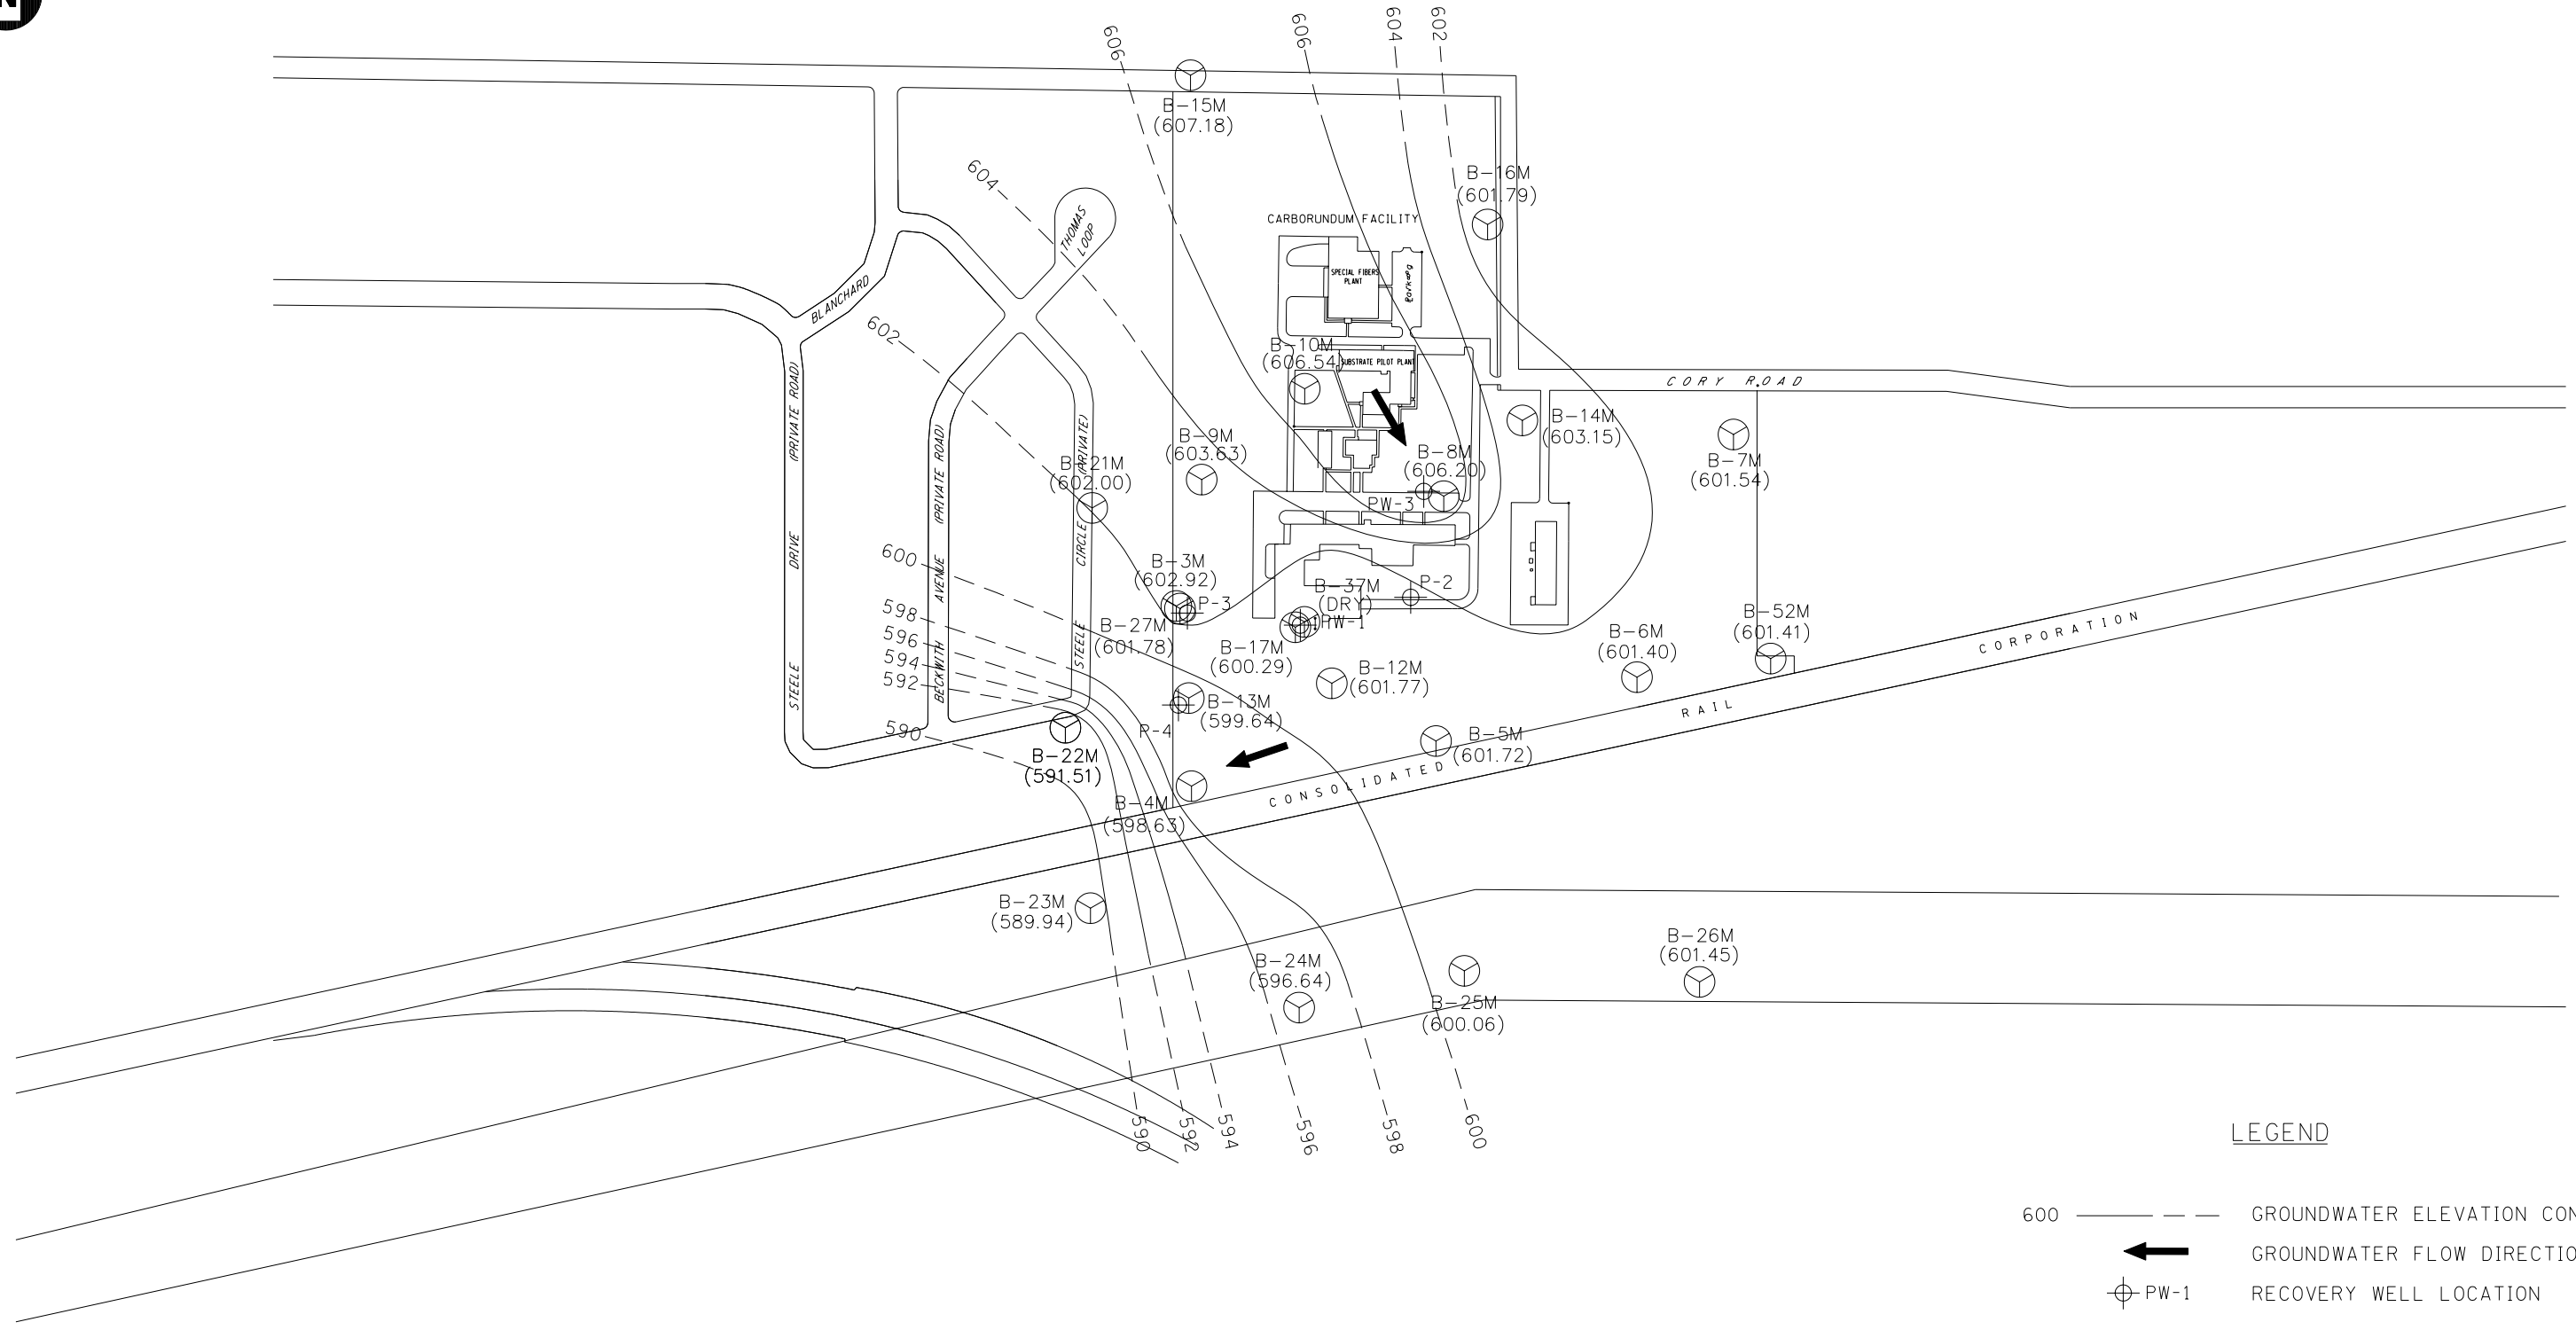 N
606
606
604
602
B-15M
(607.18)
604
THOMAS
LOOP
B-16M
(601.79)
CARBORUNDUM FACILITY
SPECIAL FIBERS
PLANT
Parking
BLANCHARD
602
B-10M
(606.54)
SUBSTRATE PILOT PLANT
CORY ROAD
STEELE DRIVE (PRIVATE ROAD)
BECKWITH AVENUE (PRIVATE ROAD)
STEELE CIRCLE (PRIVATE)
B-14M
(603.15)
B-9M
(603.63)
B-8M
(606.20)
B-7M
(601.54)
B-21M
(602.00)
PW-3
600
B-3M
(602.92)
P-3
B-37M
(DRY)
P-2
PW-1
598
596
594
592
590
B-27M
(601.78)
B-17M
(600.29)
B-12M
(601.77)
B-6M
(601.40)
B-52M
(601.41)
B-13M
(599.64)
P-4
B-5M
(601.72)
CONSOLIDATED RAIL CORPORATION
B-22M
(591.51)
B-4M
(598.63)
B-23M
(589.94)
B-24M
(596.64)
B-26M
(601.45)
B-25M
(600.06)
590
592
594
596
598
600
LEGEND
600 GROUNDWATER ELEVATION CON
GROUNDWATER FLOW DIRECTIO
PW-1 RECOVERY WELL LOCATION